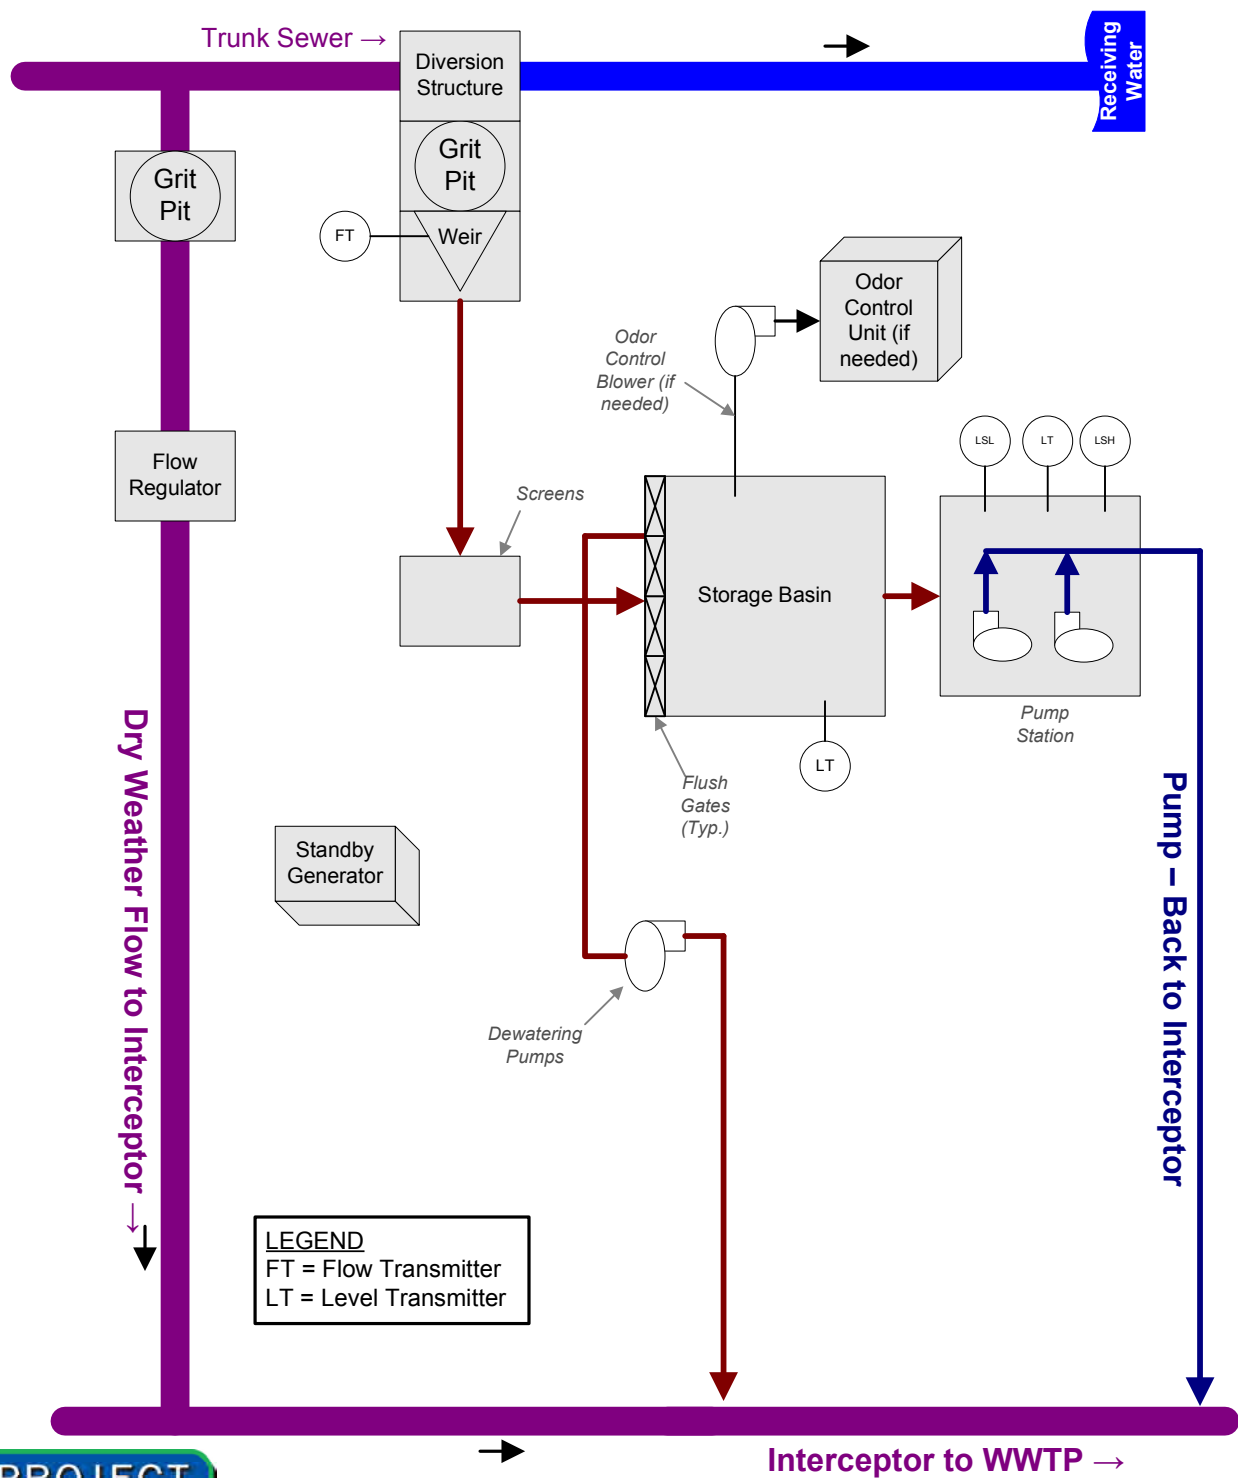 Trunk Sewer →
Diversion
Structure
Receiving
Water
Grit
Pit
Grit
Pit
FT
Weir
Odor
Control
Unit (if
needed)
Odor
Control
Blower (if
needed)
LSL
LT
LSH
Flow
Regulator
Screens
Storage Basin
Pump
Station
LT
Flush
Gates
(Typ.)
Dry Weather Flow to Interceptor →
Pump – Back to Interceptor
Standby
Generator
Dewatering
Pumps
LEGEND
FT = Flow Transmitter
LT = Level Transmitter
Interceptor to WWTP →
PROJECT